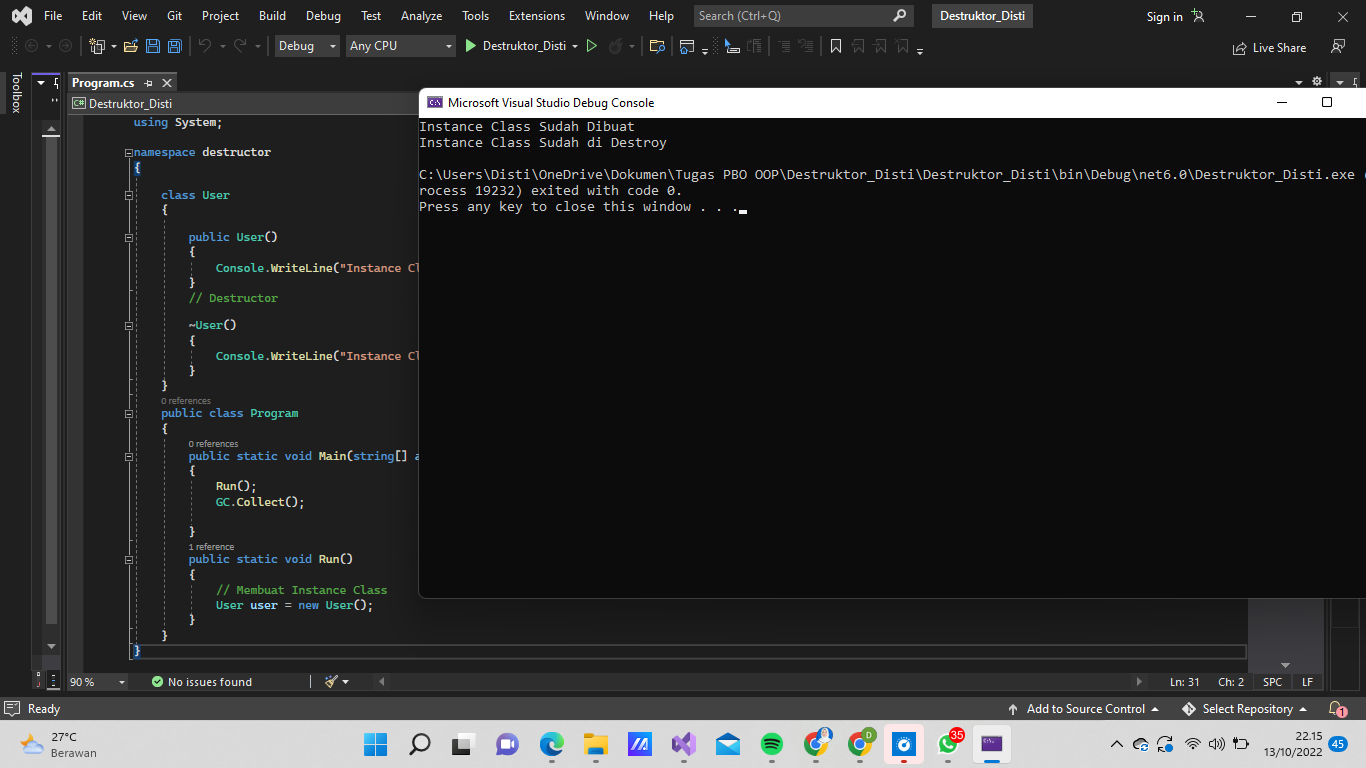 File Edit View Git Project Build Debug Test Analyze Tools Extensions Window Help Search (Ctrl+Q) Destruktor_Disti Sign in
Debug Any CPU Destruktor_Disti Live Share
Toolbox
Program.cs
C# Destruktor_Disti
using System;
namespace destructor
{
class User
{
public User()
{
Console.WriteLine("Instance Cl
}
// Destructor
~User()
{
Console.WriteLine("Instance Cl
}
}
0 references
public class Program
{
0 references
public static void Main(string[] a
{
Run();
GC.Collect();
}
1 reference
public static void Run()
{
// Membuat Instance Class
User user = new User();
}
}
}
Microsoft Visual Studio Debug Console
Instance Class Sudah Dibuat
Instance Class Sudah di Destroy
C:\Users\Disti\OneDrive\Dokumen\Tugas PBO OOP\Destruktor_Disti\Destruktor_Disti\bin\Debug\net6.0\Destruktor_Disti.exe (
rocess 19232) exited with code 0.
Press any key to close this window . . .
90 % No issues found Ln: 31 Ch: 2 SPC LF
Ready Add to Source Control Select Repository 1
27°C
Berawan
D
35
22.15
13/10/2022
45